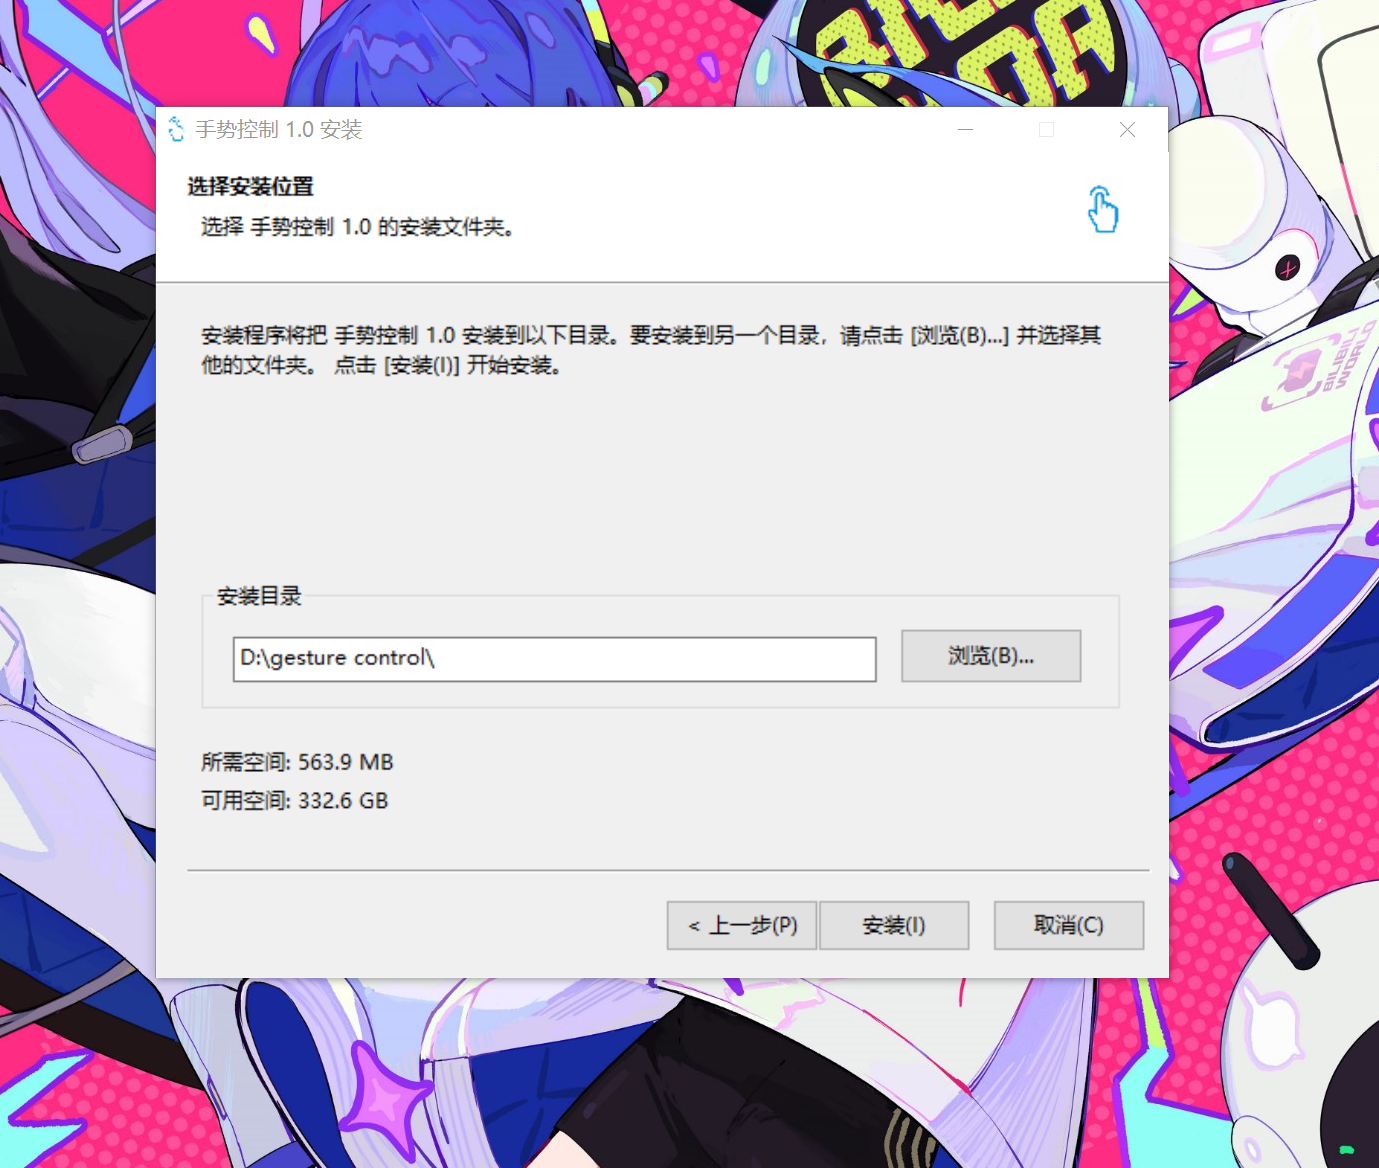 手势控制 1.0 安装
选择安装位置
选择 手势控制 1.0 的安装文件夹。
安装程序将把 手势控制 1.0 安装到以下目录。要安装到另一个目录，请点击 [浏览(B)...] 并选择其
他的文件夹。 点击 [安装(I)] 开始安装。
安装目录
D:\gesture control\
浏览(B)...
所需空间: 563.9 MB
可用空间: 332.6 GB
< 上一步(P)
安装(I)
取消(C)
BILIBILI
WORLD